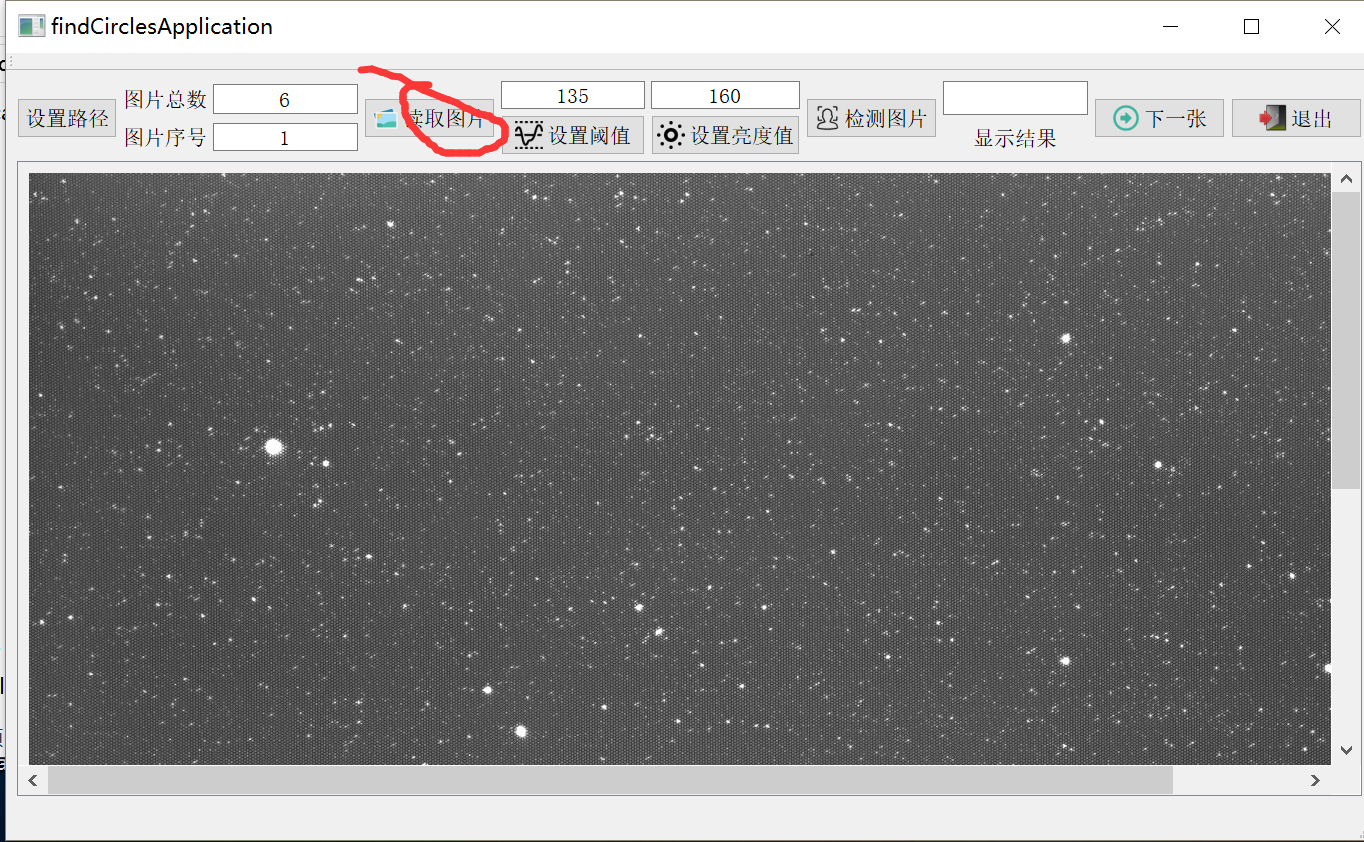 findCirclesApplication
设置路径
图片总数 6
图片序号 1
读取图片
135
设置阈值
160
设置亮度值
检测图片
显示结果
下一张
退出